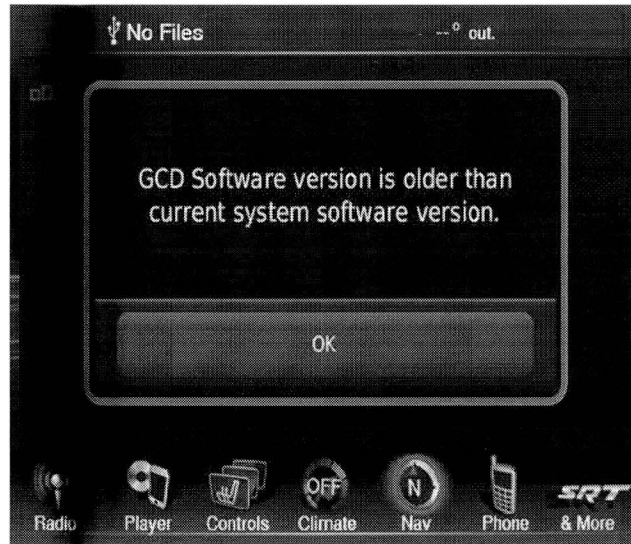 No Files
--° out.
GCD Software version is older than
current system software version.
OK
OFF
N
Radio
Player
Controls
Climate
Nav
Phone
SRT
& More